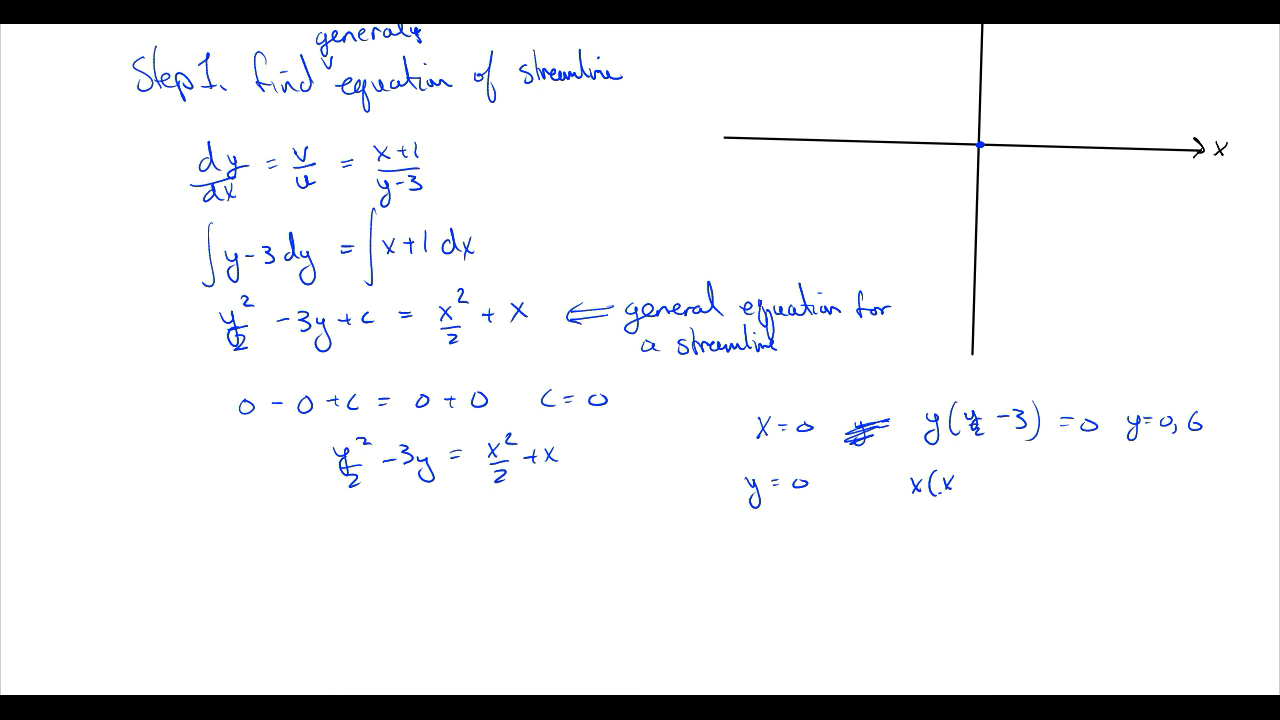 general
Step 1. find equation of streamline
dy/dx = v/u = (x+1)/(y-3)
∫ y-3 dy = ∫ x+1 dx
y²/2 - 3y + c = x²/2 + x ⇐ general equation for
a streamline
0 - 0 + c = 0 + 0 c = 0
y²/2 - 3y = x²/2 + x
x
x = 0 y(y/2 - 3) = 0 y = 0, 6
y = 0 x(x